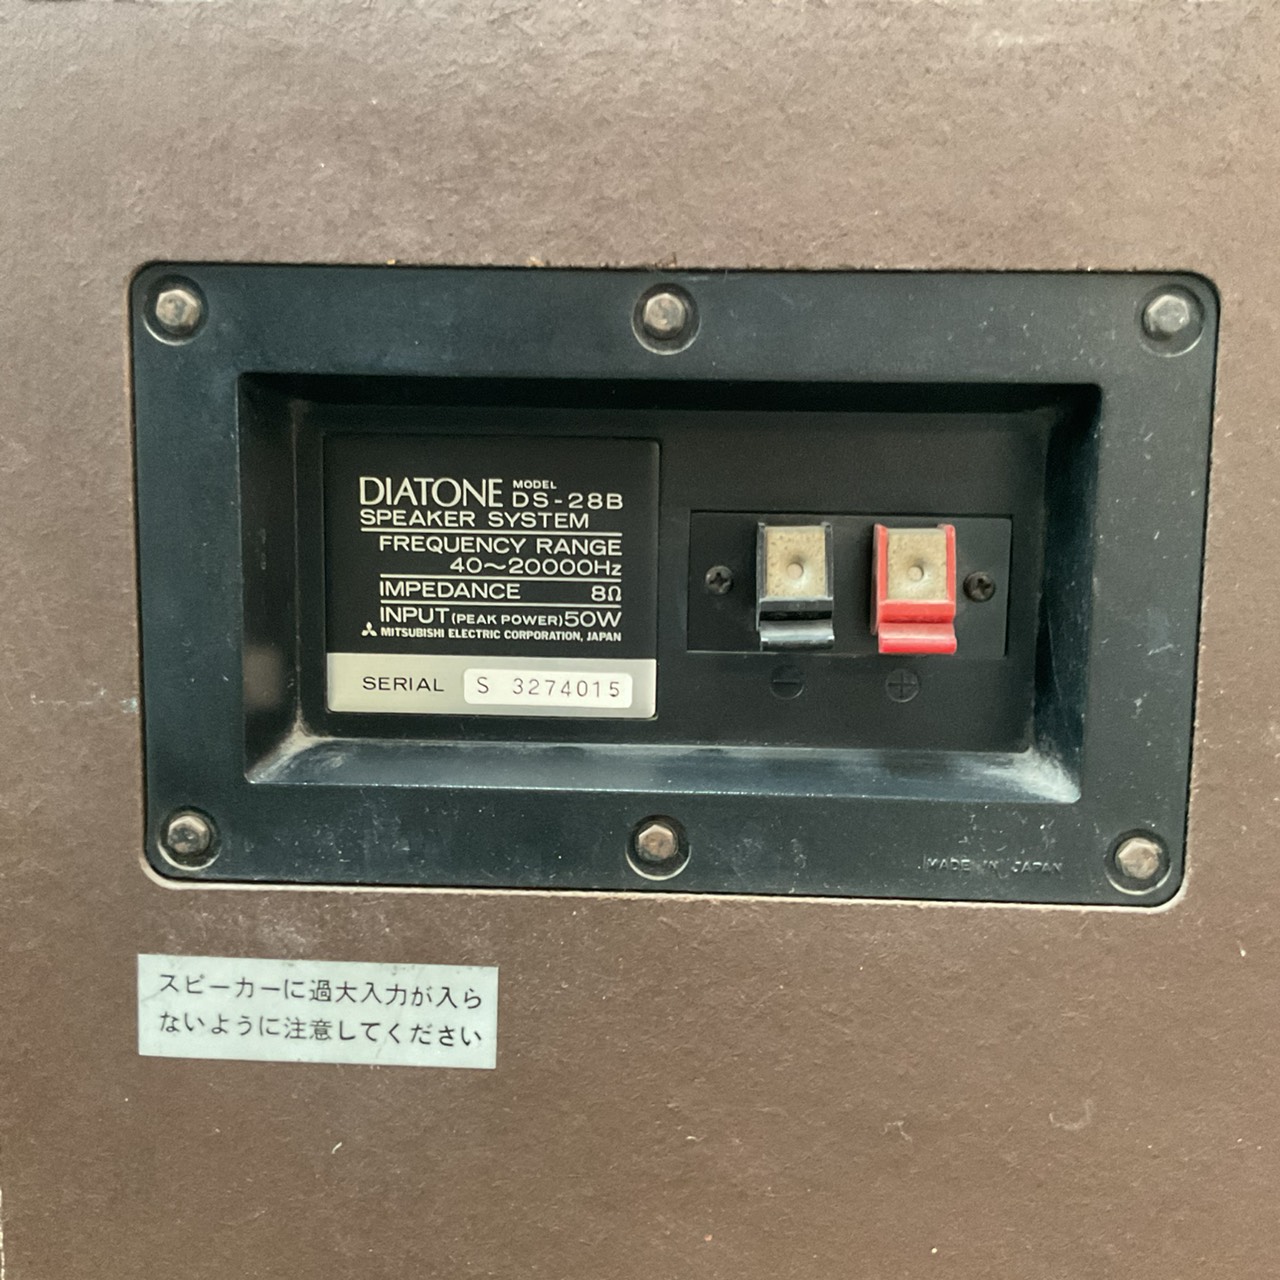 DIATONE MODEL DS-28B
SPEAKER SYSTEM
FREQUENCY RANGE
40～20000Hz
IMPEDANCE 8Ω
INPUT (PEAK POWER) 50W
MITSUBISHI ELECTRIC CORPORATION, JAPAN
SERIAL S 3274015
⊖ ⊕
MADE IN JAPAN
スピーカーに過大入力が入ら
ないように注意してください